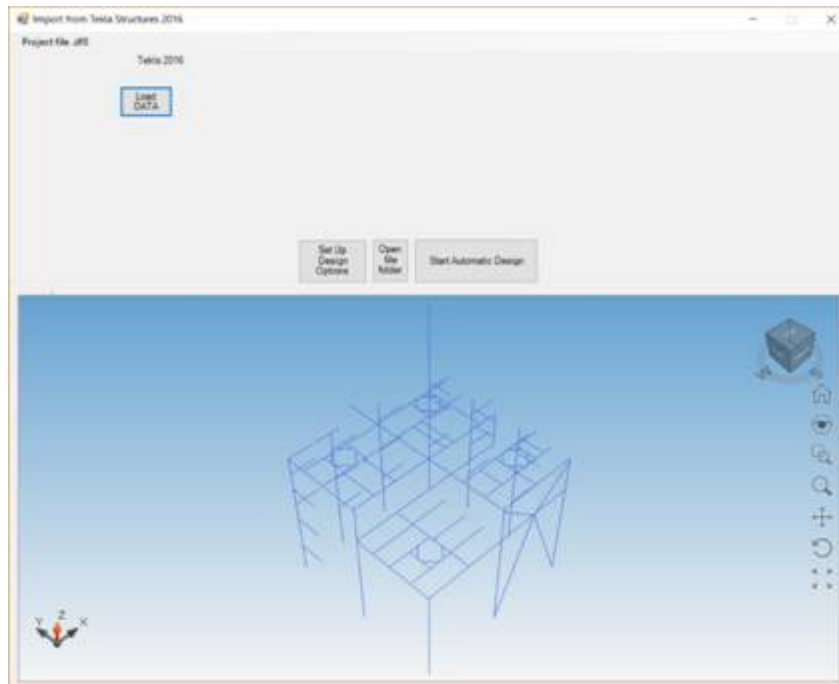 Import from Tekla Structures 2016
Project file .dfS
Tekla 2016
Load
DATA
Set Up
Design
Options
Open
file
folder
Start Automatic Design
Y
Z
X